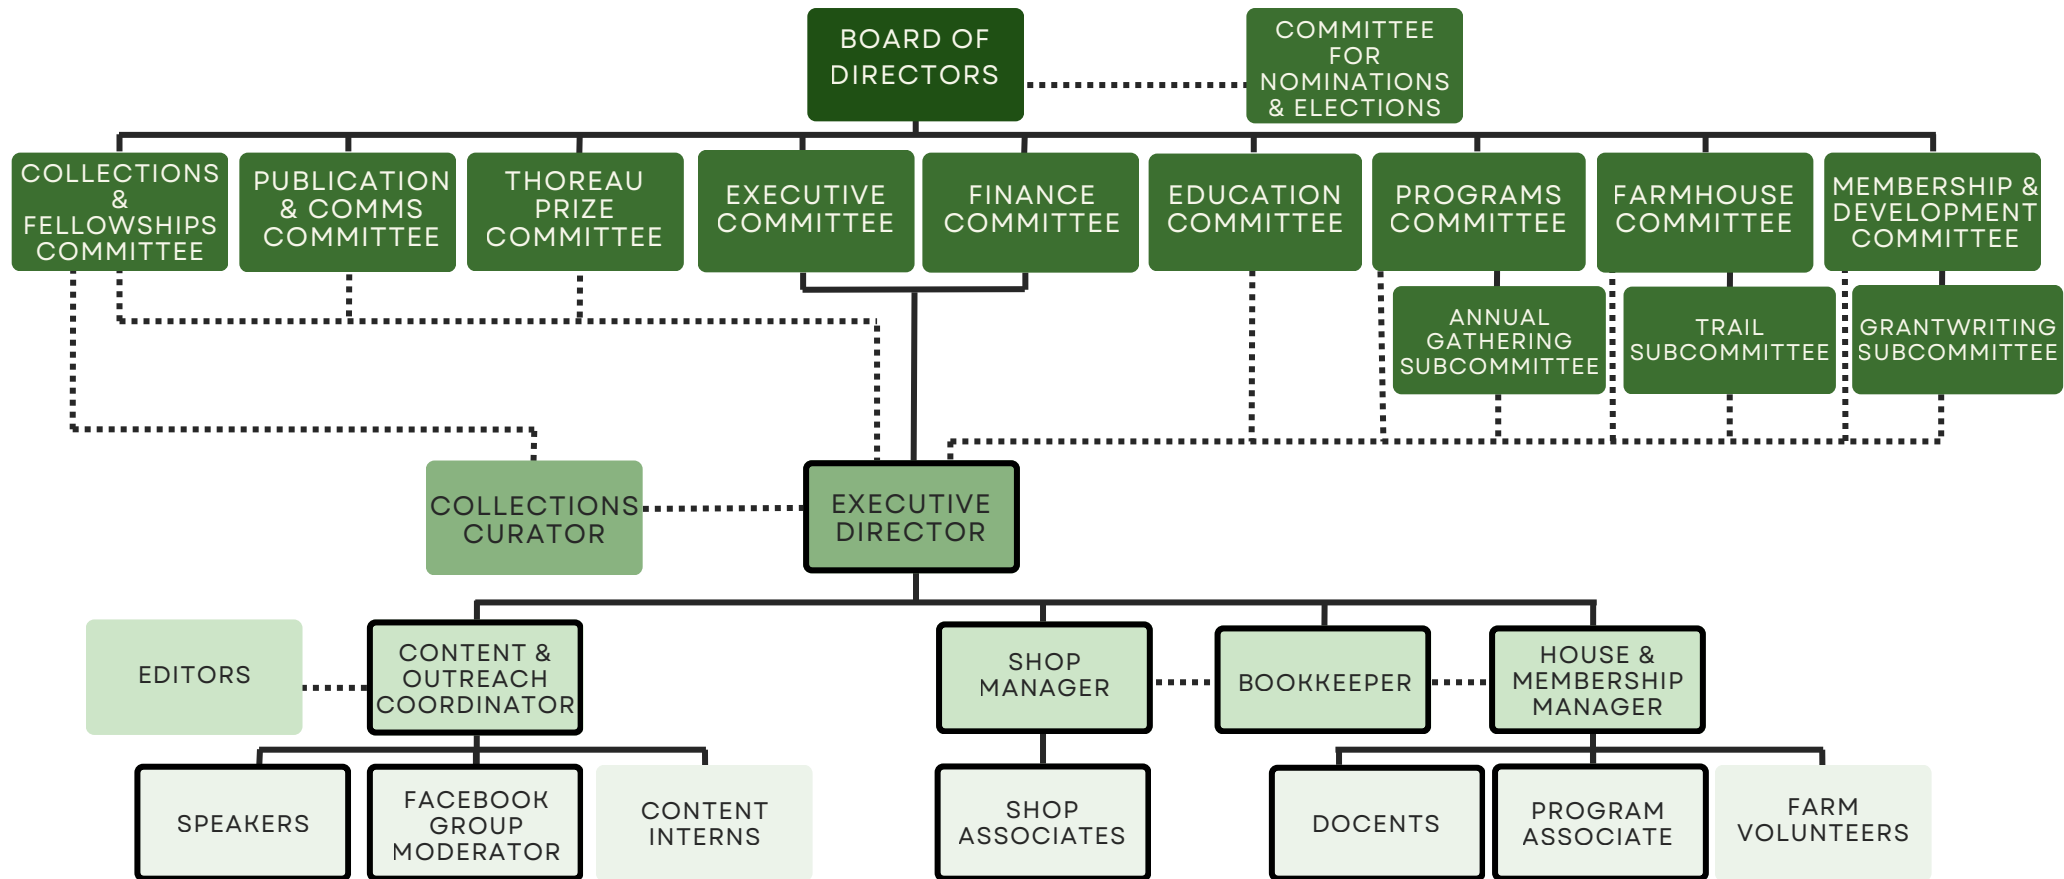 BOARD OF
DIRECTORS
COMMITTEE
FOR
NOMINATIONS
& ELECTIONS
COLLECTIONS
&
FELLOWSHIPS
COMMITTEE
PUBLICATION
& COMMS
COMMITTEE
THOREAU
PRIZE
COMMITTEE
EXECUTIVE
COMMITTEE
FINANCE
COMMITTEE
EDUCATION
COMMITTEE
PROGRAMS
COMMITTEE
FARMHOUSE
COMMITTEE
MEMBERSHIP &
DEVELOPMENT
COMMITTEE
ANNUAL
GATHERING
SUBCOMMITTEE
TRAIL
SUBCOMMITTEE
GRANTWRITING
SUBCOMMITTEE
COLLECTIONS
CURATOR
EXECUTIVE
DIRECTOR
EDITORS
CONTENT &
OUTREACH
COORDINATOR
SHOP
MANAGER
BOOKKEEPER
HOUSE &
MEMBERSHIP
MANAGER
SPEAKERS
FACEBOOK
GROUP
MODERATOR
CONTENT
INTERNS
SHOP
ASSOCIATES
DOCENTS
PROGRAM
ASSOCIATE
FARM
VOLUNTEERS